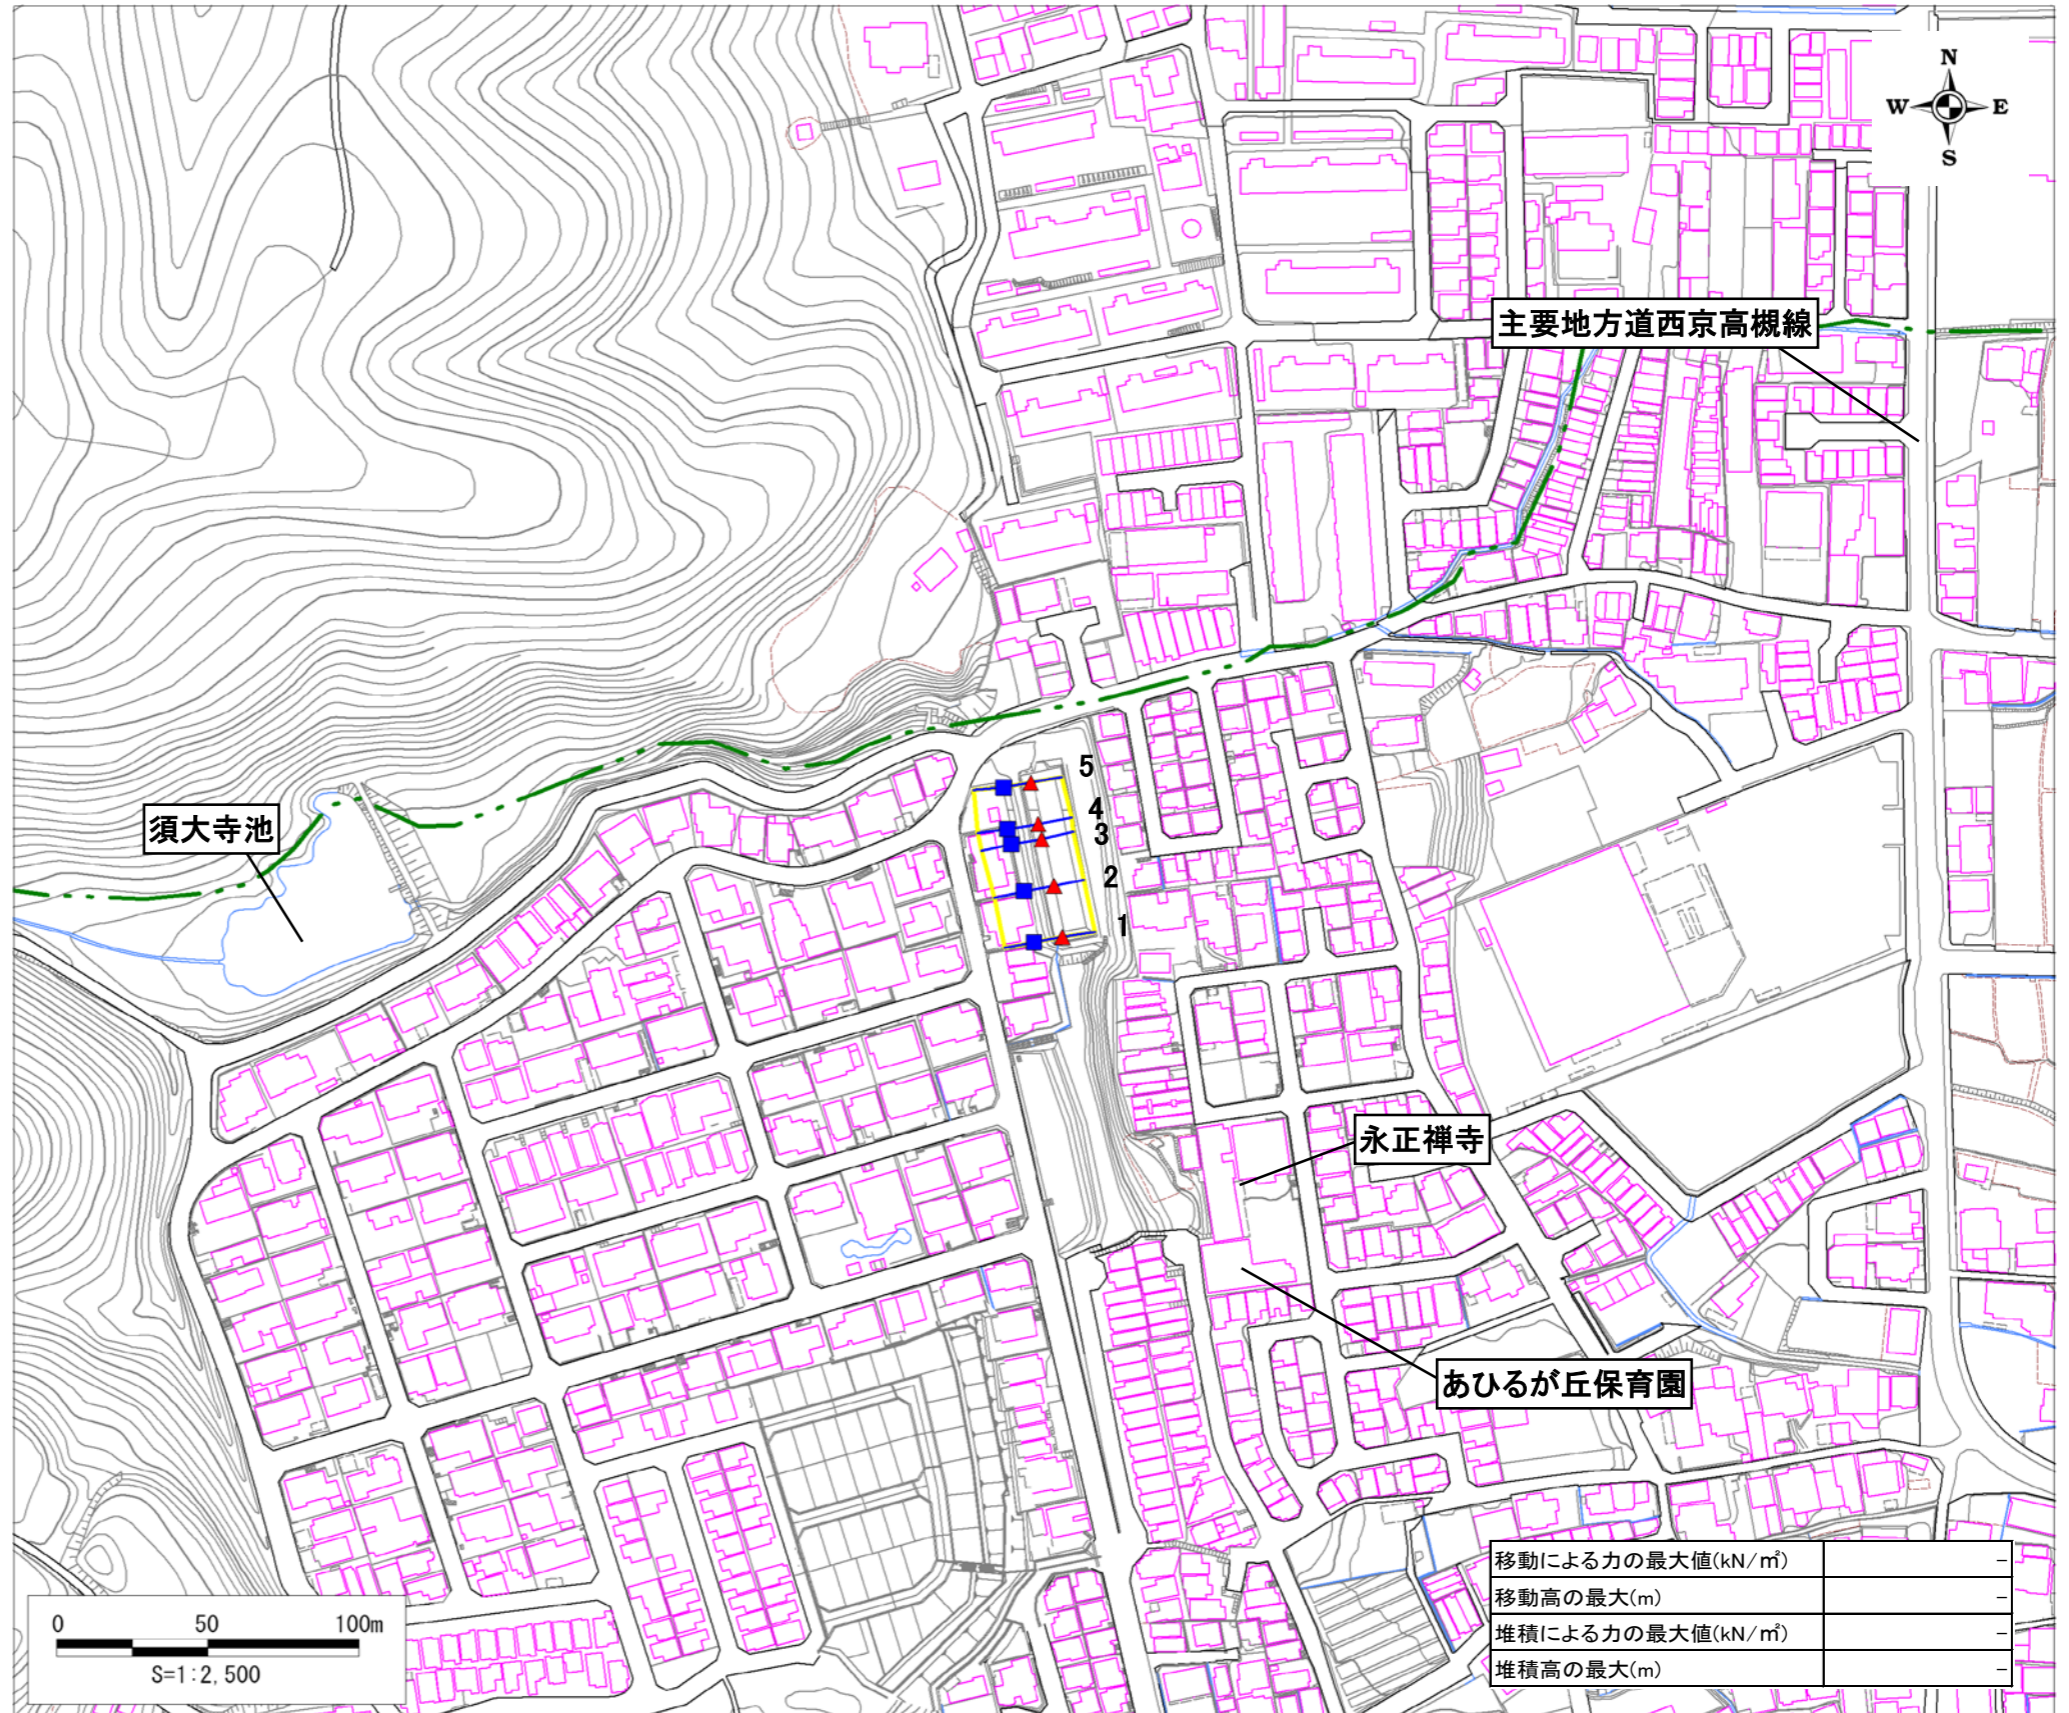 N
W E
S
主要地方道西京高槻線
5
4
3
2
1
須大寺池
永正禅寺
あひるが丘保育園
移動による力の最大値(kN/㎡) -
移動高の最大(m) -
堆積による力の最大値(kN/㎡) -
堆積高の最大(m) -
0 50 100m
S=1:2,500